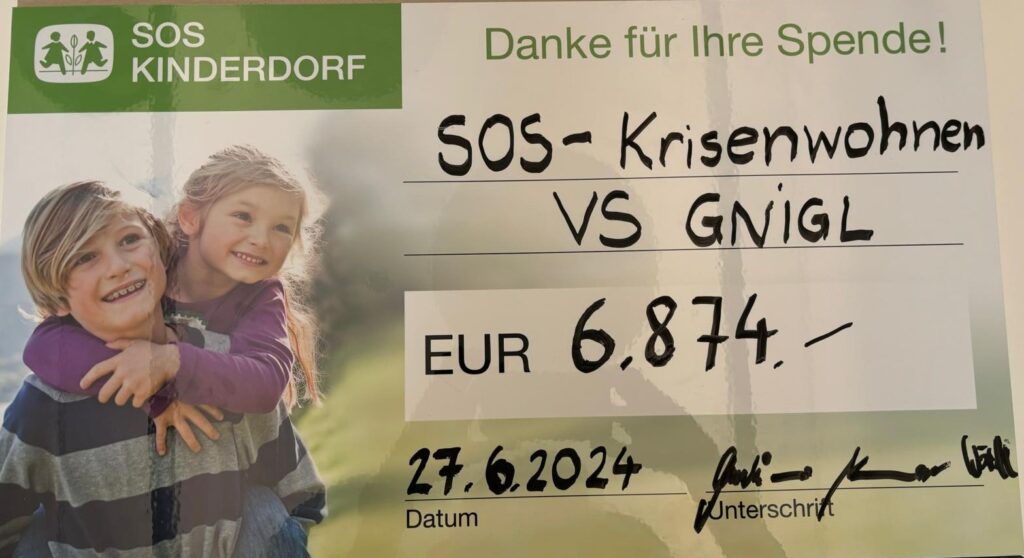 SOS
KINDERDORF
Danke für Ihre Spende!
SOS - Krisenwohnen
VS GNiGL
EUR 6.874.-
27.6.2024
Datum
Unterschrift